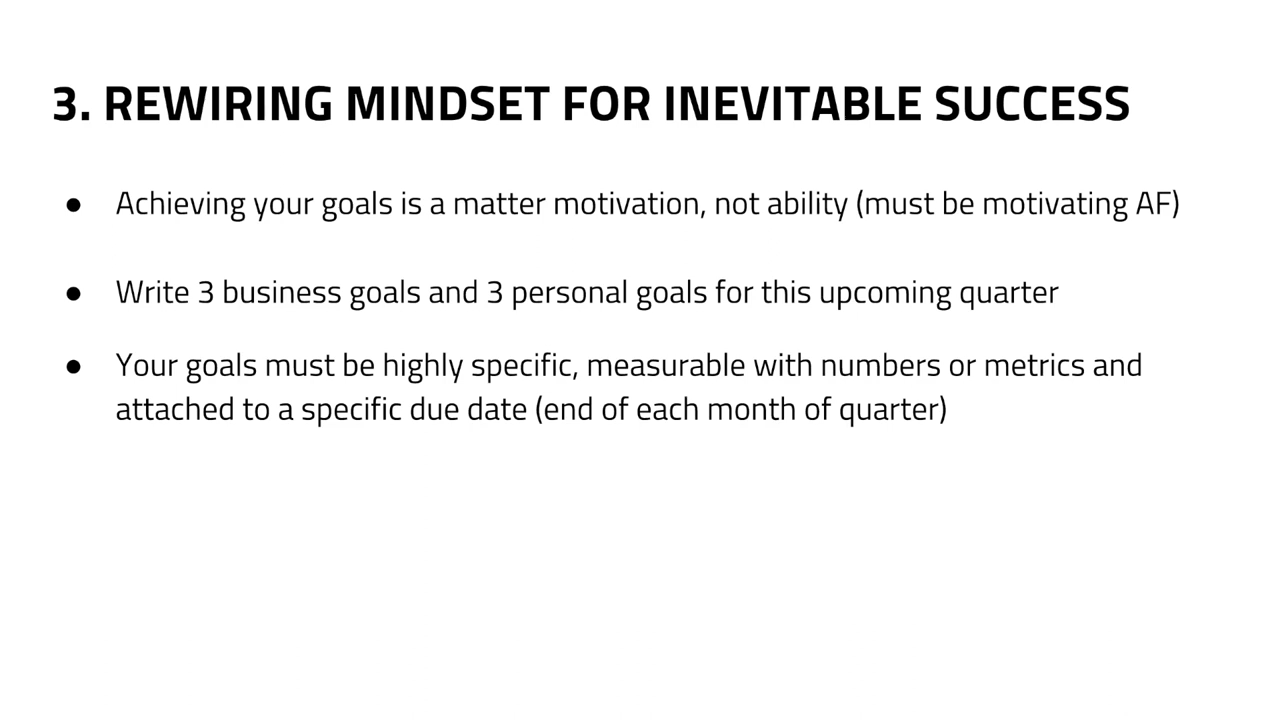 3. REWIRING MINDSET FOR INEVITABLE SUCCESS
● Achieving your goals is a matter motivation, not ability (must be motivating AF)
● Write 3 business goals and 3 personal goals for this upcoming quarter
● Your goals must be highly specific, measurable with numbers or metrics and
attached to a specific due date (end of each month of quarter)